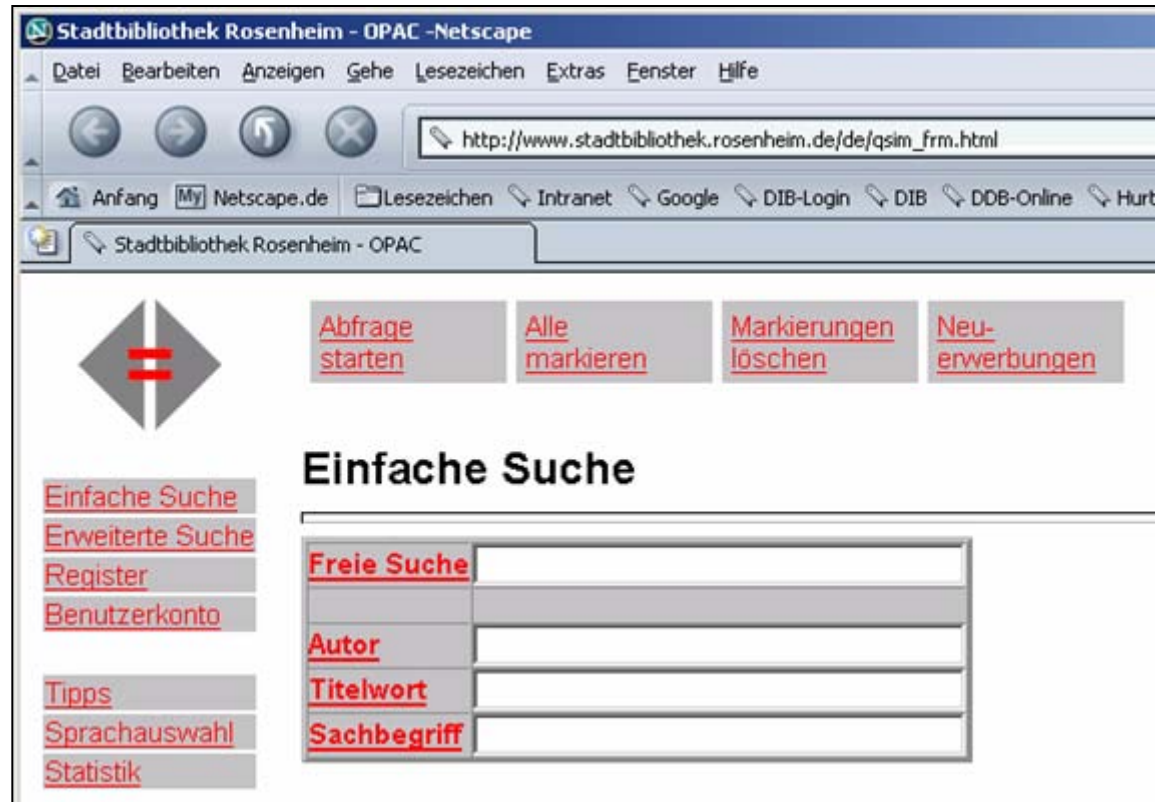 Stadtbibliothek Rosenheim - OPAC -Netscape
Datei Bearbeiten Anzeigen Gehe Lesezeichen Extras Fenster Hilfe
http://www.stadtbibliothek.rosenheim.de/de/qsim_frm.html
Anfang My Netscape.de Lesezeichen Intranet Google DIB-Login DIB DDB-Online Hurt
Stadtbibliothek Rosenheim - OPAC
Abfrage starten
Alle markieren
Markierungen löschen
Neu-
erwerbungen
Einfache Suche
Einfache Suche
Erweiterte Suche
Register
Benutzerkonto
Tipps
Sprachauswahl
Statistik
Freie Suche
Autor
Titelwort
Sachbegriff